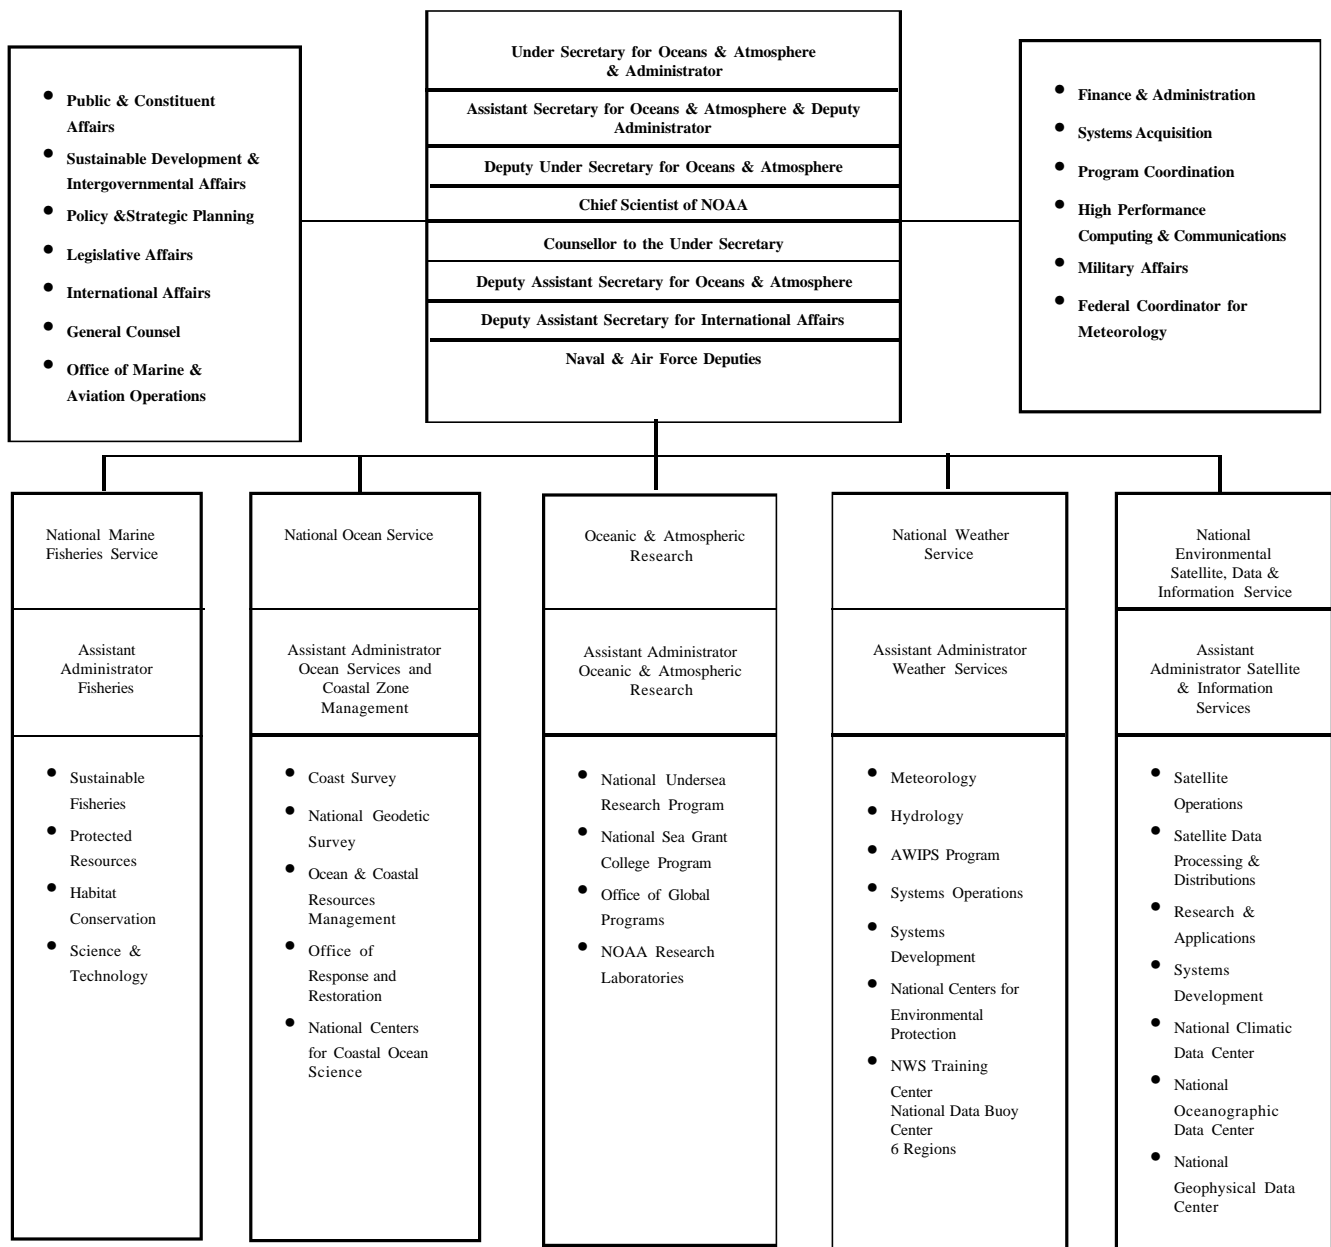 Under Secretary for Oceans & Atmosphere
& Administrator
Assistant Secretary for Oceans & Atmosphere & Deputy
Administrator
Deputy Under Secretary for Oceans & Atmosphere
Chief Scientist of NOAA
Counsellor to the Under Secretary
Deputy Assistant Secretary for Oceans & Atmosphere
Deputy Assistant Secretary for International Affairs
Naval & Air Force Deputies
• Public & Constituent
Affairs
• Sustainable Development &
Intergovernmental Affairs
• Policy &Strategic Planning
• Legislative Affairs
• International Affairs
• General Counsel
• Office of Marine &
Aviation Operations
• Finance & Administration
• Systems Acquisition
• Program Coordination
• High Performance
Computing & Communications
• Military Affairs
• Federal Coordinator for
Meteorology
National Marine
Fisheries Service
Assistant
Administrator
Fisheries
• Sustainable
Fisheries
• Protected
Resources
• Habitat
Conservation
• Science &
Technology
National Ocean Service
Assistant Administrator
Ocean Services and
Coastal Zone
Management
• Coast Survey
• National Geodetic
Survey
• Ocean & Coastal
Resources
Management
• Office of
Response and
Restoration
• National Centers
for Coastal Ocean
Science
Oceanic & Atmospheric
Research
Assistant Administrator
Oceanic & Atmospheric
Research
• National Undersea
Research Program
• National Sea Grant
College Program
• Office of Global
Programs
• NOAA Research
Laboratories
National Weather
Service
Assistant Administrator
Weather Services
• Meteorology
• Hydrology
• AWIPS Program
• Systems Operations
• Systems
Development
• National Centers for
Environmental
Protection
• NWS Training
Center
National Data Buoy
Center
6 Regions
National
Environmental
Satellite, Data &
Information Service
Assistant
Administrator Satellite
& Information
Services
• Satellite
Operations
• Satellite Data
Processing &
Distributions
• Research &
Applications
• Systems
Development
• National Climatic
Data Center
• National
Oceanographic
Data Center
• National
Geophysical Data
Center